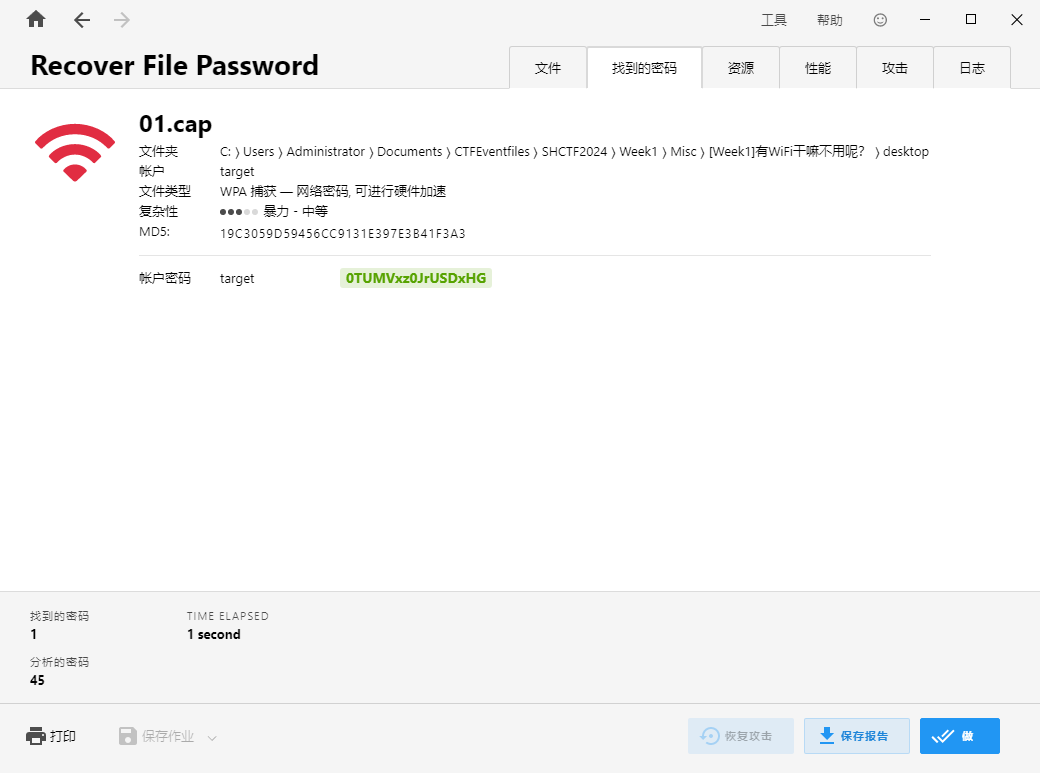 工具 帮助
Recover File Password
文件 找到的密码 资源 性能 攻击 日志
01.cap
文件夹 C: 〉Users 〉Administrator 〉Documents 〉CTFEventfiles 〉SHCTF2024 〉Week1 〉Misc 〉[Week1]有WiFi干嘛不用呢？ 〉desktop
帐户 target
文件类型 WPA 捕获 — 网络密码, 可进行硬件加速
复杂性 暴力 - 中等
MD5: 19C3059D59456CC9131E397E3B41F3A3
帐户密码 target 0TUMVxz0JrUSDxHG
找到的密码 TIME ELAPSED
1 1 second
分析的密码
45
打印 保存作业 恢复攻击 保存报告 做